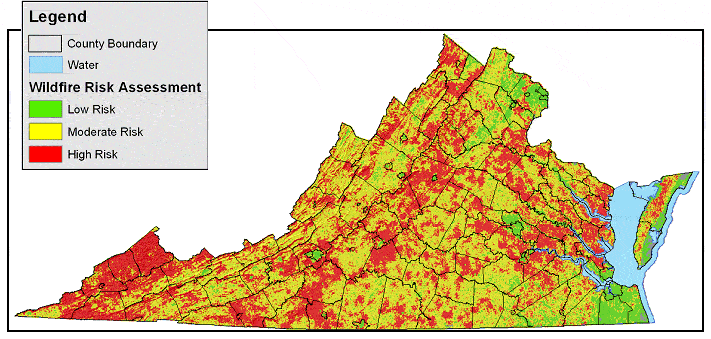 Legend
County Boundary
Water
Wildfire Risk Assessment
Low Risk
Moderate Risk
High Risk